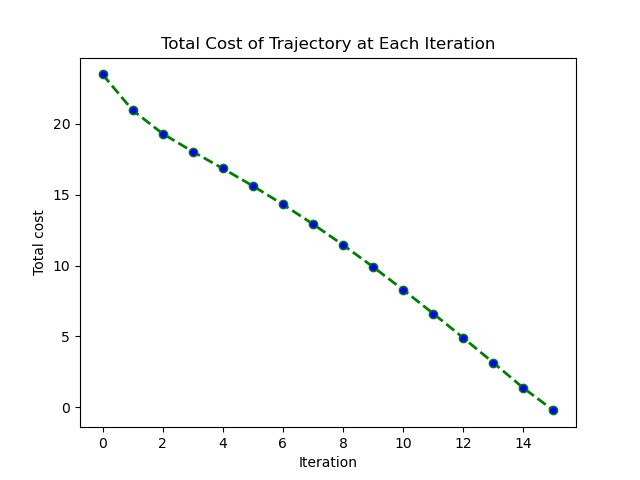 Total Cost of Trajectory at Each Iteration
20
15
10
5
0
Total cost
0 2 4 6 8 10 12 14
Iteration